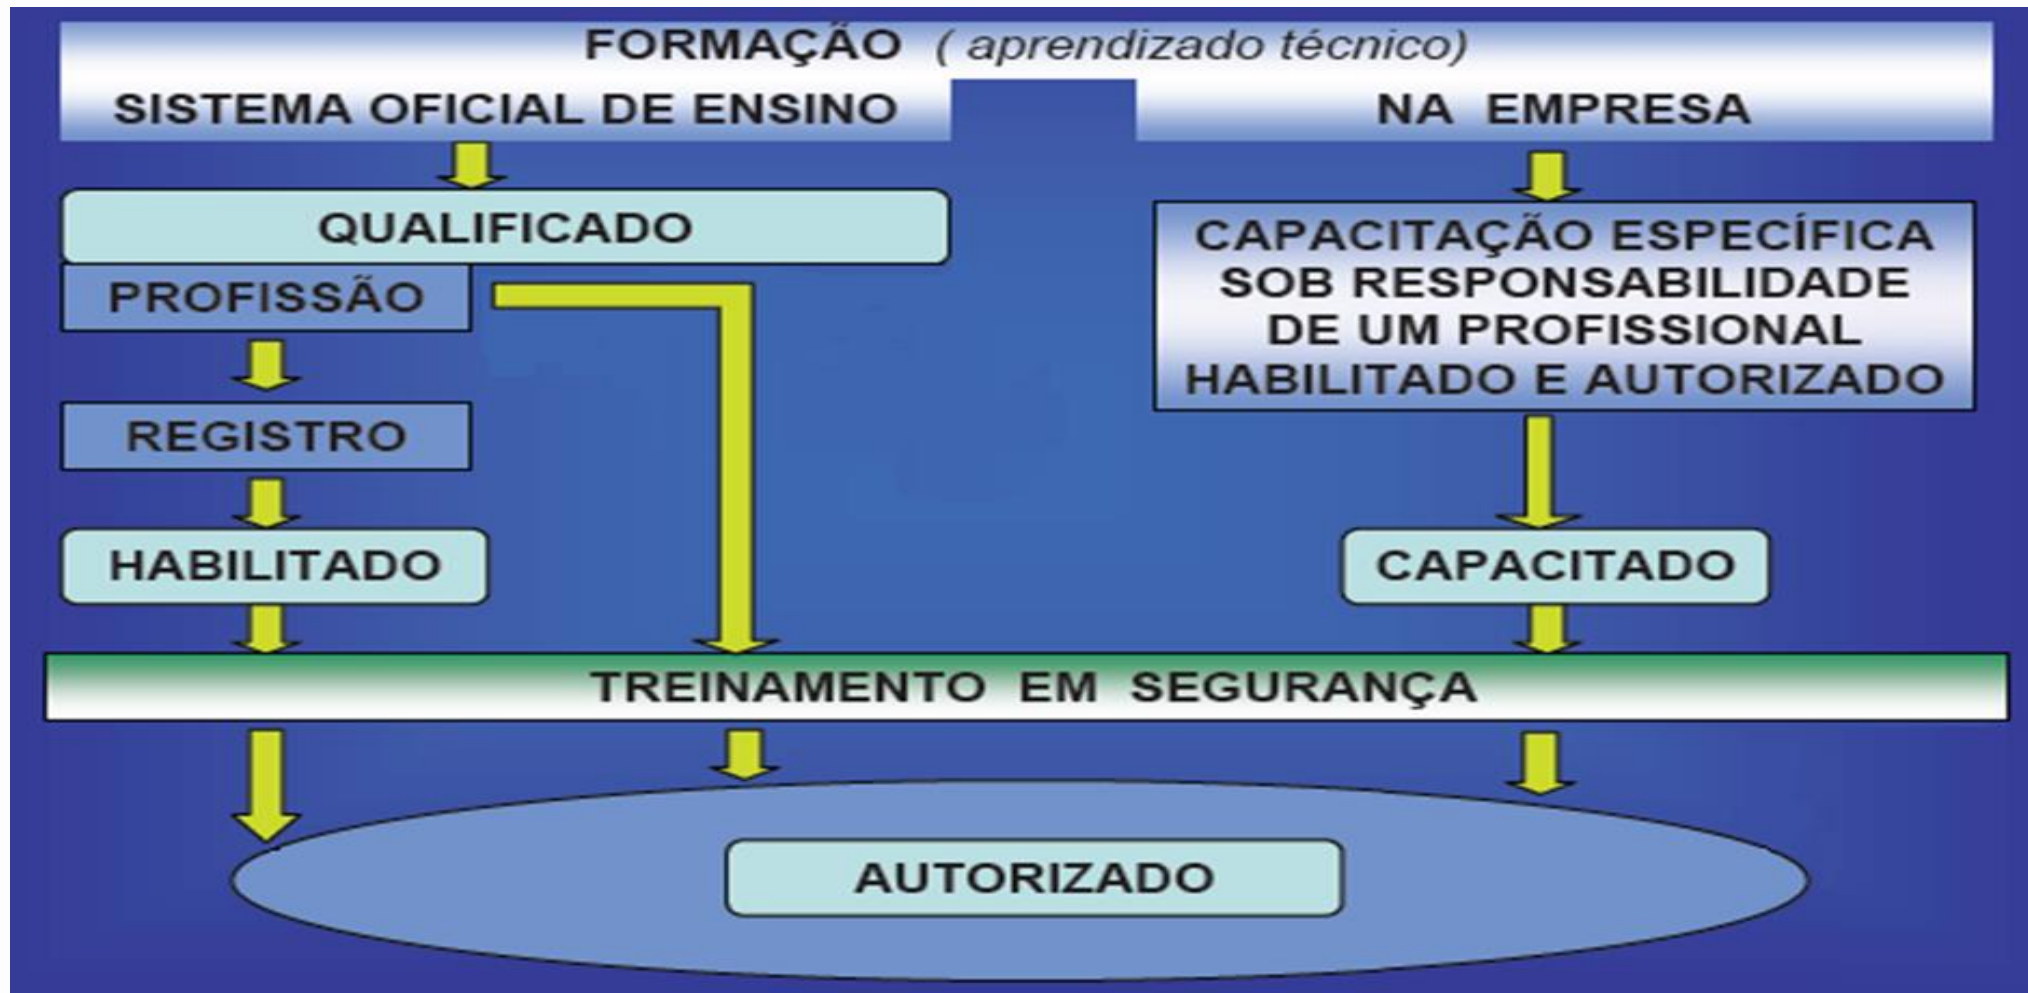 FORMAÇÃO ( aprendizado técnico)
SISTEMA OFICIAL DE ENSINO
NA EMPRESA
QUALIFICADO
PROFISSÃO
REGISTRO
HABILITADO
CAPACITAÇÃO ESPECÍFICA
SOB RESPONSABILIDADE
DE UM PROFISSIONAL
HABILITADO E AUTORIZADO
CAPACITADO
TREINAMENTO EM SEGURANÇA
AUTORIZADO